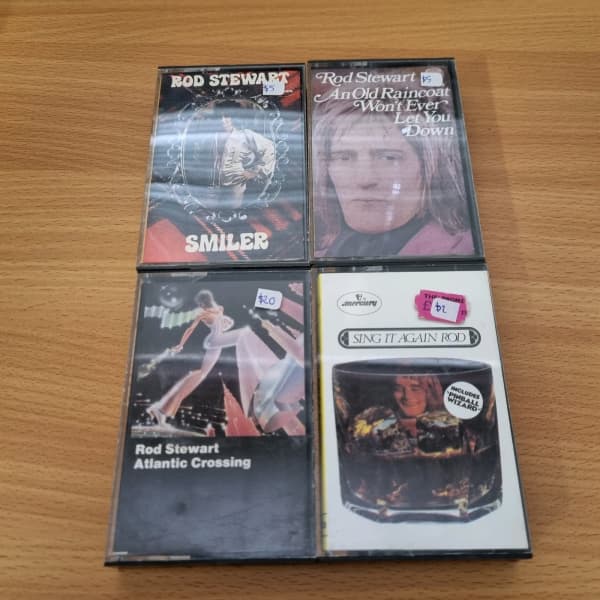 ROD STEWART
$5
SMILER
Rod Stewart
$5
An Old Raincoat
Won't Ever
Let You
Down
$20
Rod Stewart
Atlantic Crossing
mercury
$2
SING IT AGAIN ROD
INCLUDES
"PINBALL
WIZARD"